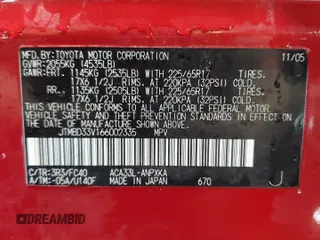 MFD.BY:TOYOTA MOTOR CORPORATION 11/05
GVWR:2055KG (4535LB)
GAWR:FRT. 1145KG (2535LB) WITH 225/65R17 TIRES.
17X6 1/2J RIMS, AT 220KPA (32PSI) COLD
RR. 1135KG (2505LB) WITH 225/65R17 TIRES.
17X6 1/2J RIMS, AT 220KPA (32PSI) COLD
THIS VEHICLE CONFORMS TO ALL APPLICABLE
FEDERAL MOTOR VEHICLE SAFETY STANDARDS IN
EFFECT ON THE DATE OF MANUFACTURE SHOWN
ABOVE.
JTMBD33V166002335 MPV
C/TR:3R3/FC40 ACA33L-ANPXKA
A/TM:-05A/U140F MADE IN JAPAN 670
J
DREAMBID